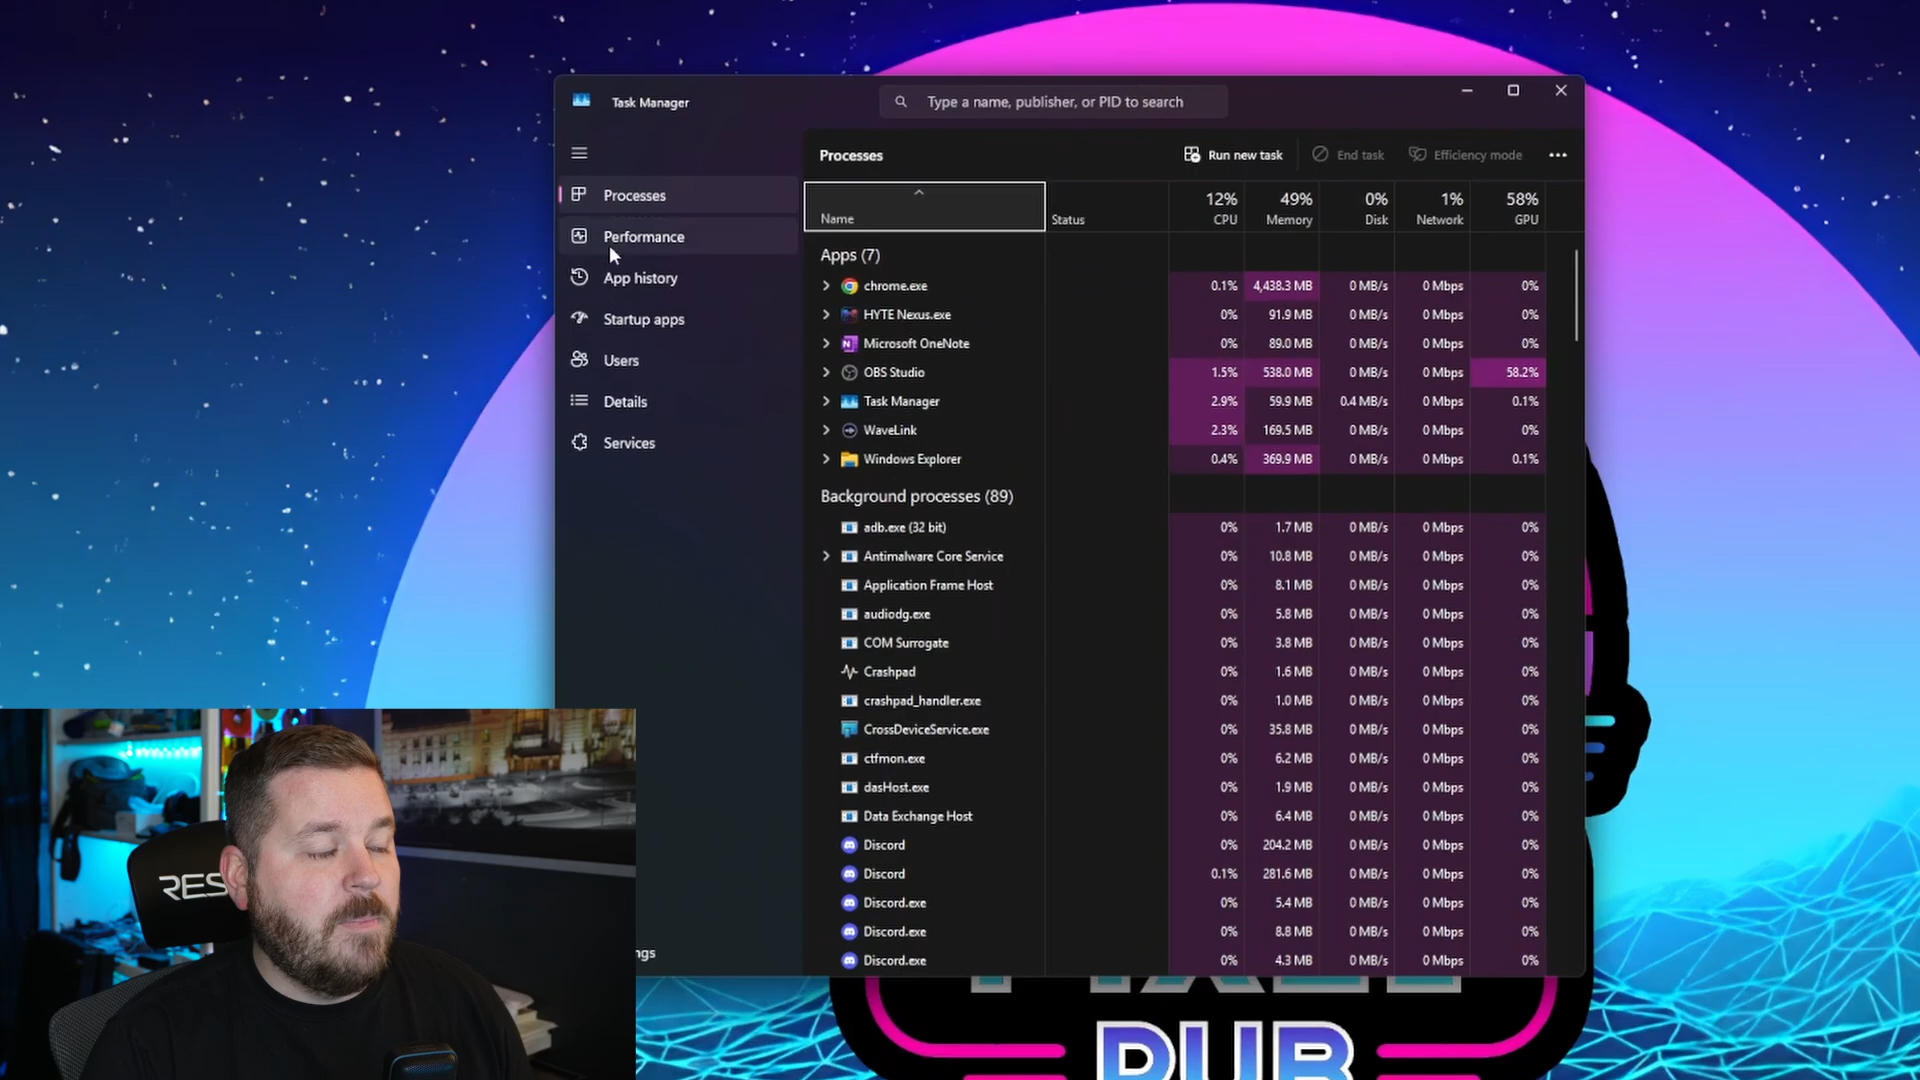 Task Manager
Type a name, publisher, or PID to search
Processes
Run new task
End task
Efficiency mode
Processes
Performance
App history
Startup apps
Users
Details
Services
Name
Status
12% CPU
49% Memory
0% Disk
1% Network
58% GPU
Apps (7)
chrome.exe 0.1% 4,438.3 MB 0 MB/s 0 Mbps 0%
HYTE Nexus.exe 0% 91.9 MB 0 MB/s 0 Mbps 0%
Microsoft OneNote 0% 89.0 MB 0 MB/s 0 Mbps 0%
OBS Studio 1.5% 538.0 MB 0 MB/s 0 Mbps 58.2%
Task Manager 2.9% 59.9 MB 0.4 MB/s 0 Mbps 0.1%
WaveLink 2.3% 169.5 MB 0 MB/s 0 Mbps 0%
Windows Explorer 0.4% 369.9 MB 0 MB/s 0 Mbps 0.1%
Background processes (89)
adb.exe (32 bit) 0% 1.7 MB 0 MB/s 0 Mbps 0%
Antimalware Core Service 0% 10.8 MB 0 MB/s 0 Mbps 0%
Application Frame Host 0% 8.1 MB 0 MB/s 0 Mbps 0%
audiodg.exe 0% 5.8 MB 0 MB/s 0 Mbps 0%
COM Surrogate 0% 3.8 MB 0 MB/s 0 Mbps 0%
Crashpad 0% 1.6 MB 0 MB/s 0 Mbps 0%
crashpad_handler.exe 0% 1.0 MB 0 MB/s 0 Mbps 0%
CrossDeviceService.exe 0% 35.8 MB 0 MB/s 0 Mbps 0%
ctfmon.exe 0% 6.2 MB 0 MB/s 0 Mbps 0%
dasHost.exe 0% 1.9 MB 0 MB/s 0 Mbps 0%
Data Exchange Host 0% 6.4 MB 0 MB/s 0 Mbps 0%
Discord 0% 204.2 MB 0 MB/s 0 Mbps 0%
Discord 0.1% 281.6 MB 0 MB/s 0 Mbps 0%
Discord.exe 0% 5.4 MB 0 MB/s 0 Mbps 0%
Discord.exe 0% 8.8 MB 0 MB/s 0 Mbps 0%
Discord.exe 0% 4.3 MB 0 MB/s 0 Mbps 0%
ngs
RES
PUB